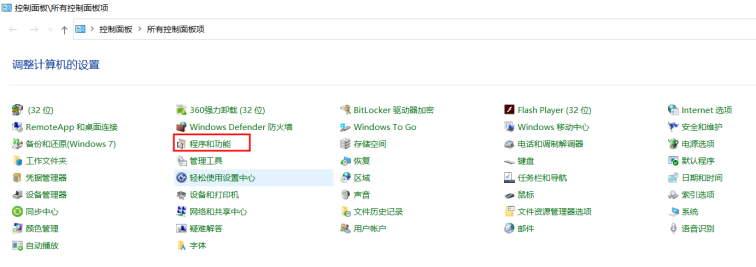 控制面板\所有控制面板项
控制面板 › 所有控制面板项
调整计算机的设置
(32 位) 360强力卸载 (32 位) BitLocker 驱动器加密 Flash Player (32 位) Internet 选项
RemoteApp 和桌面连接 Windows Defender 防火墙 Windows To Go Windows 移动中心 安全和维护
备份和还原(Windows 7) 程序和功能 存储空间 电话和调制解调器 电源选项
工作文件夹 管理工具 恢复 键盘 默认程序
凭据管理器 轻松使用设置中心 区域 任务栏和导航 日期和时间
设备管理器 设备和打印机 声音 鼠标 索引选项
同步中心 网络和共享中心 文件历史记录 文件资源管理器选项 系统
颜色管理 疑难解答 用户帐户 邮件 语音识别
自动播放 字体